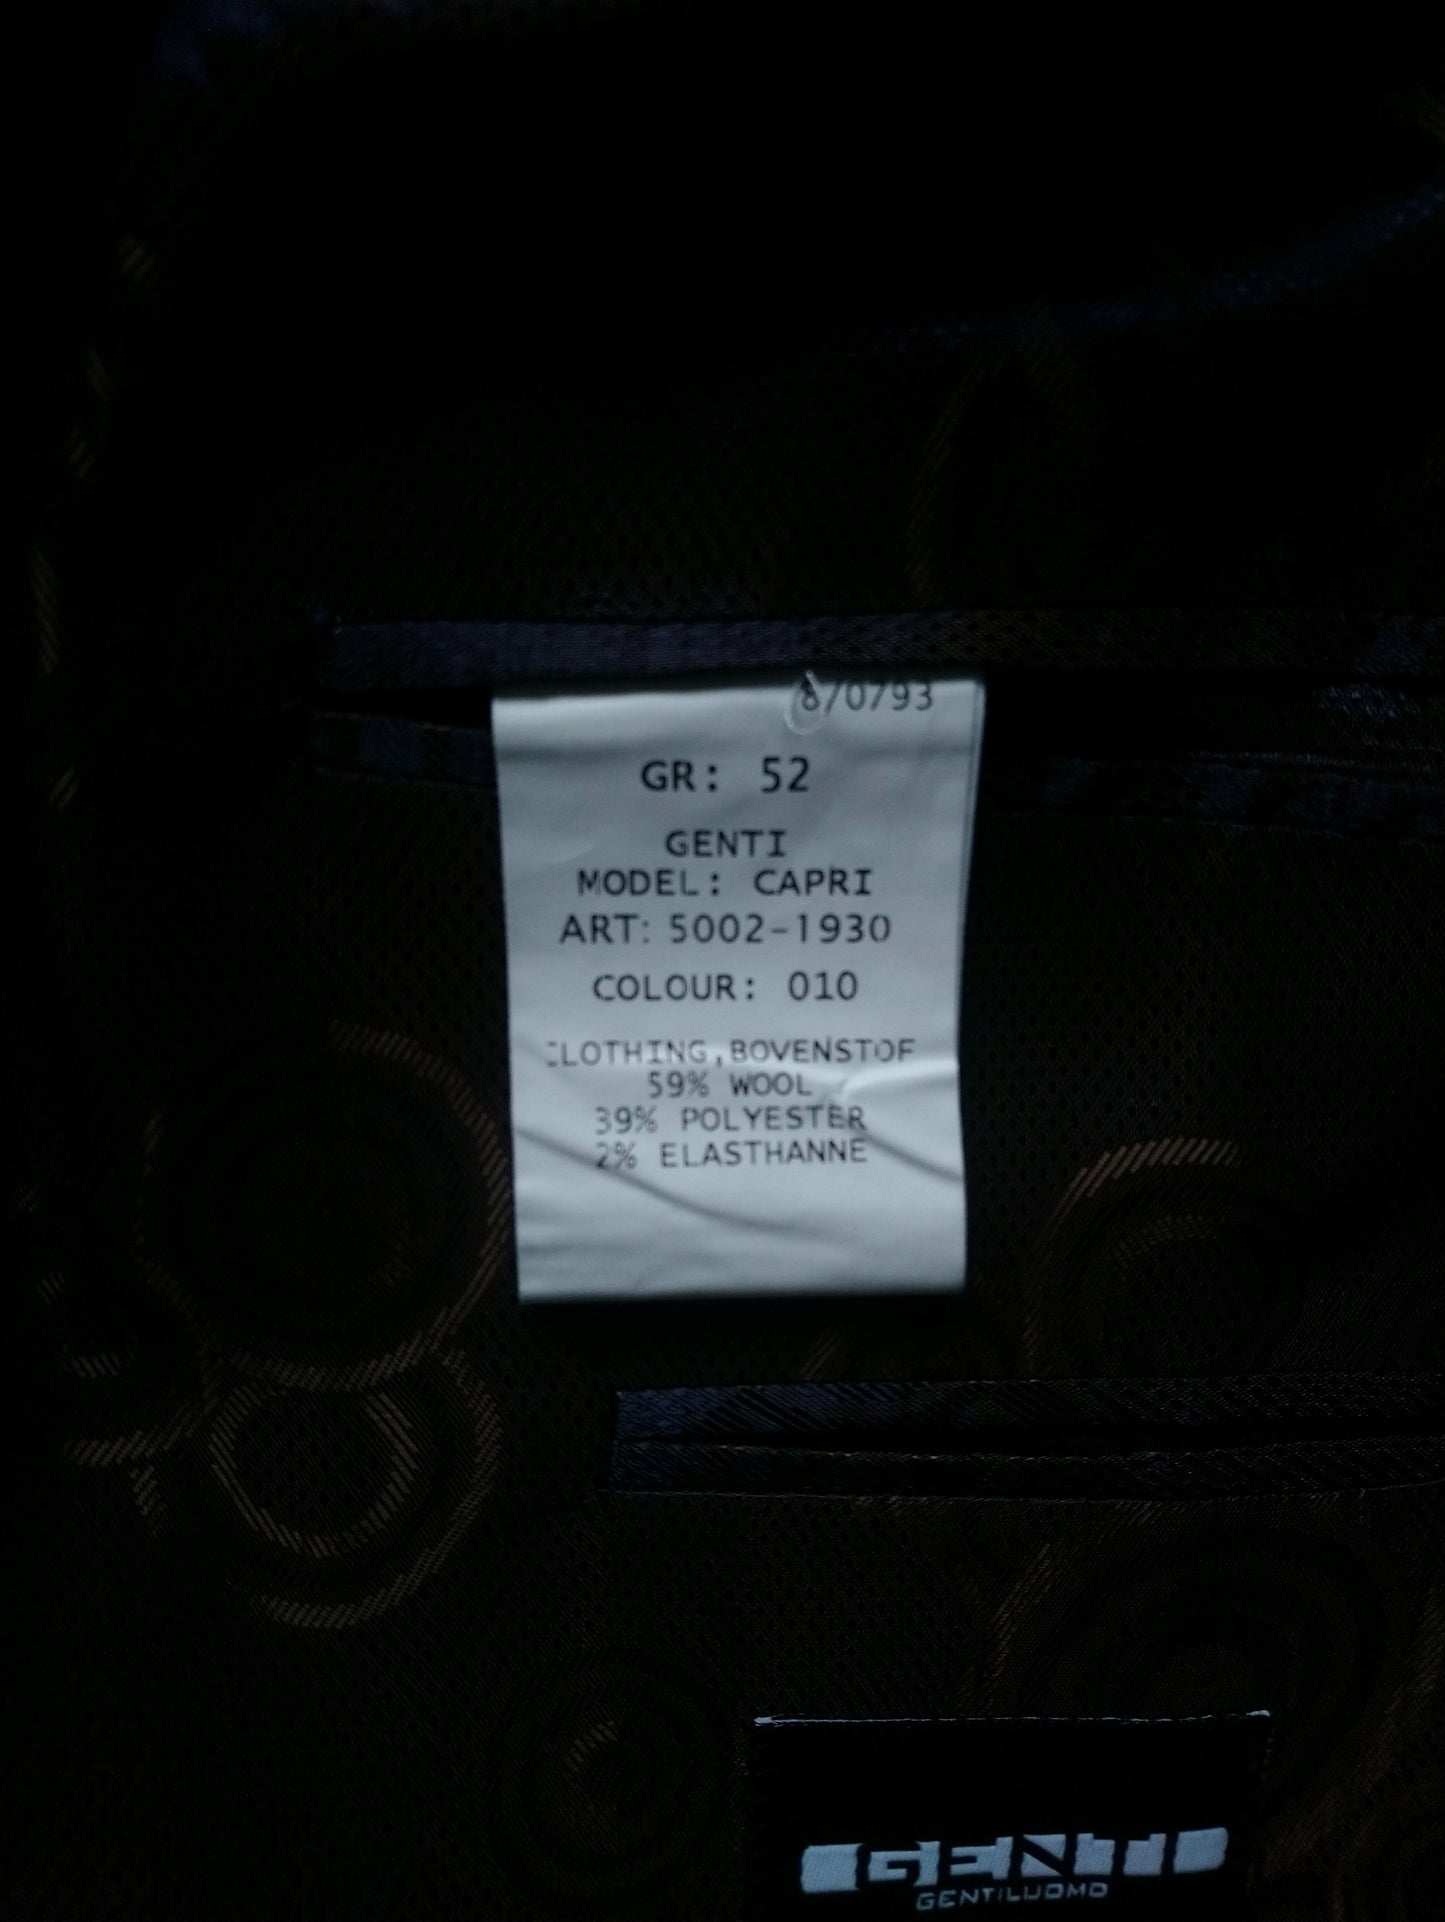 8/0793
GR: 52
GENTI
MODEL: CAPRI
ART: 5002-1930
COLOUR: 010
CLOTHING,BOVENSTOF
59% WOOL
39% POLYESTER
2% ELASTHANNE
GENTI
GENTILUOMO